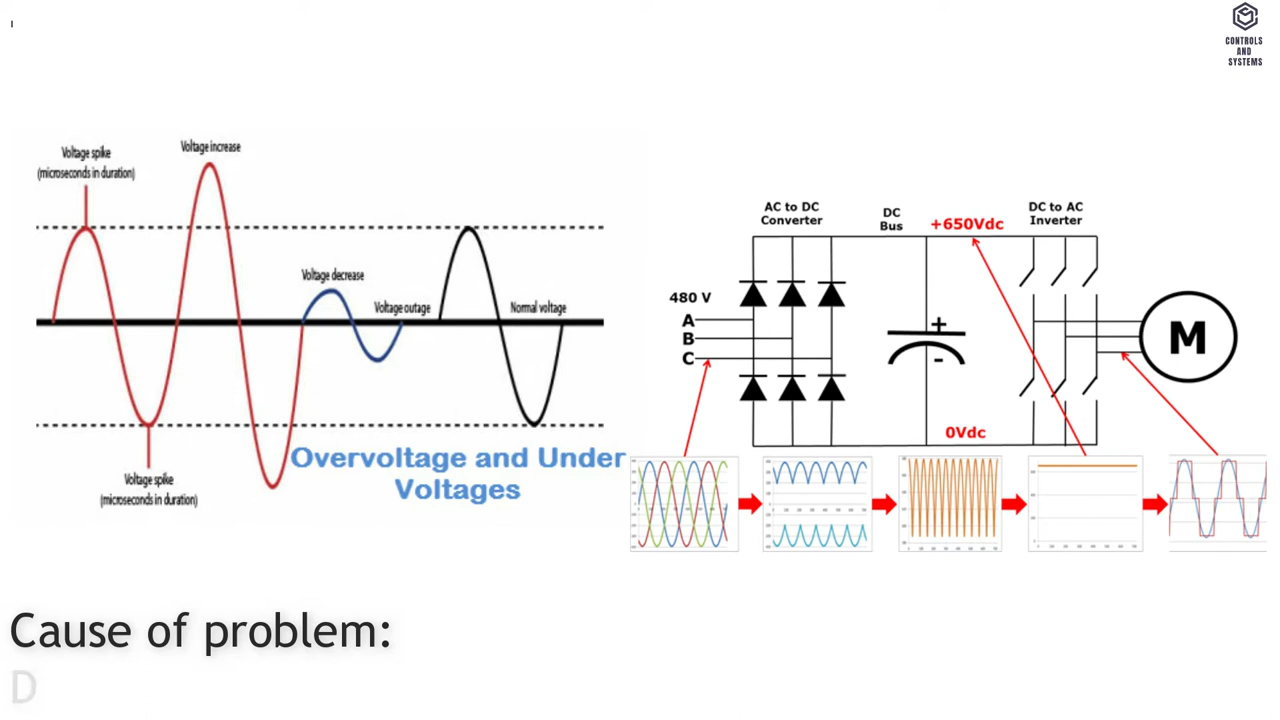 CONTROLS
AND
SYSTEMS
Voltage spike
(microseconds in duration)
Voltage increase
Voltage decrease
Voltage outage
Normal voltage
Voltage spike
(microseconds in duration)
Overvoltage and Under
Voltages
AC to DC
Converter
DC
Bus
+650Vdc
DC to AC
Inverter
480 V
A
B
C
+
-
M
0Vdc
Cause of problem:
D